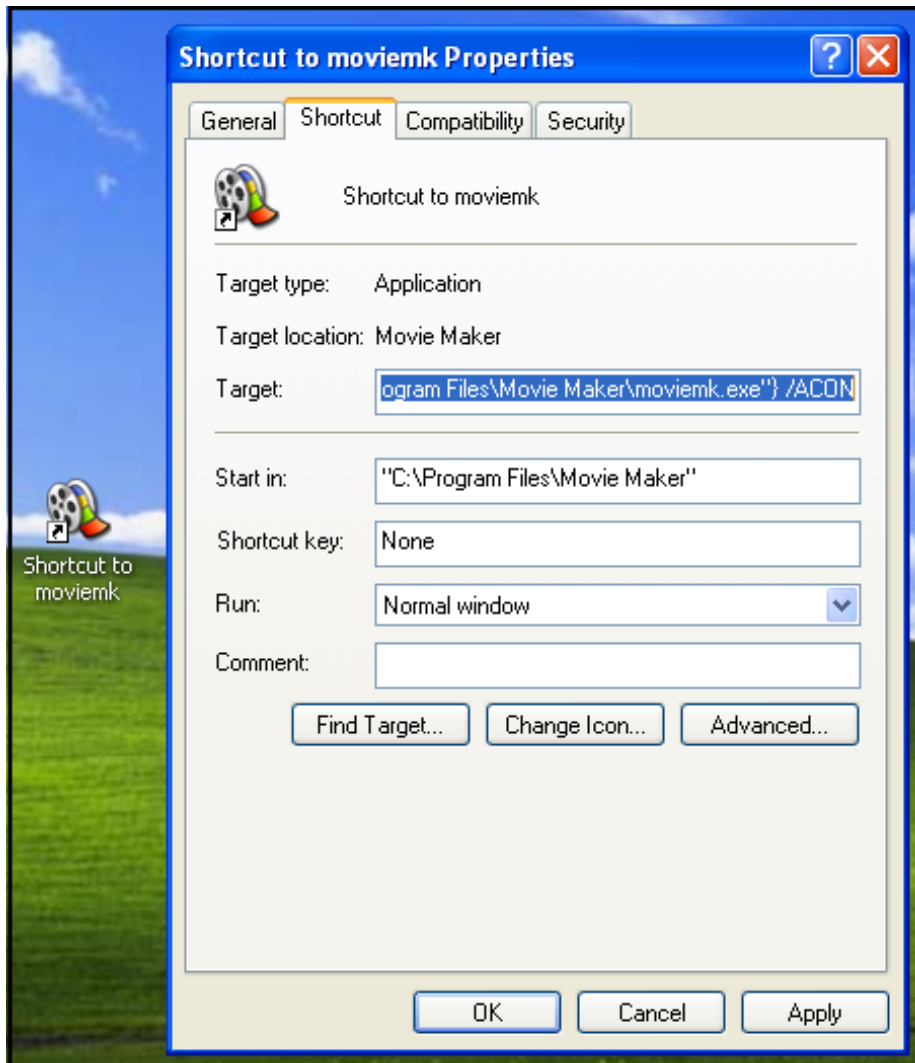 Shortcut to moviemk Properties
General Shortcut Compatibility Security
Shortcut to moviemk
Target type: Application
Target location: Movie Maker
Target: ogram Files\Movie Maker\moviemk.exe"} /ACON
Start in: "C:\Program Files\Movie Maker"
Shortcut key: None
Run: Normal window
Comment:
Find Target... Change Icon... Advanced...
OK Cancel Apply
Shortcut to
moviemk